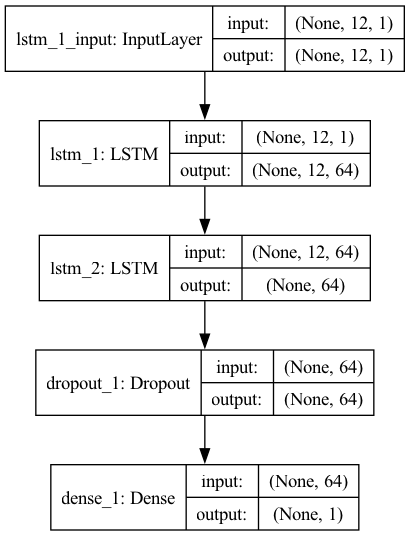 lstm_1_input: InputLayer
input: (None, 12, 1)
output: (None, 12, 1)
lstm_1: LSTM
input: (None, 12, 1)
output: (None, 12, 64)
lstm_2: LSTM
input: (None, 12, 64)
output: (None, 64)
dropout_1: Dropout
input: (None, 64)
output: (None, 64)
dense_1: Dense
input: (None, 64)
output: (None, 1)